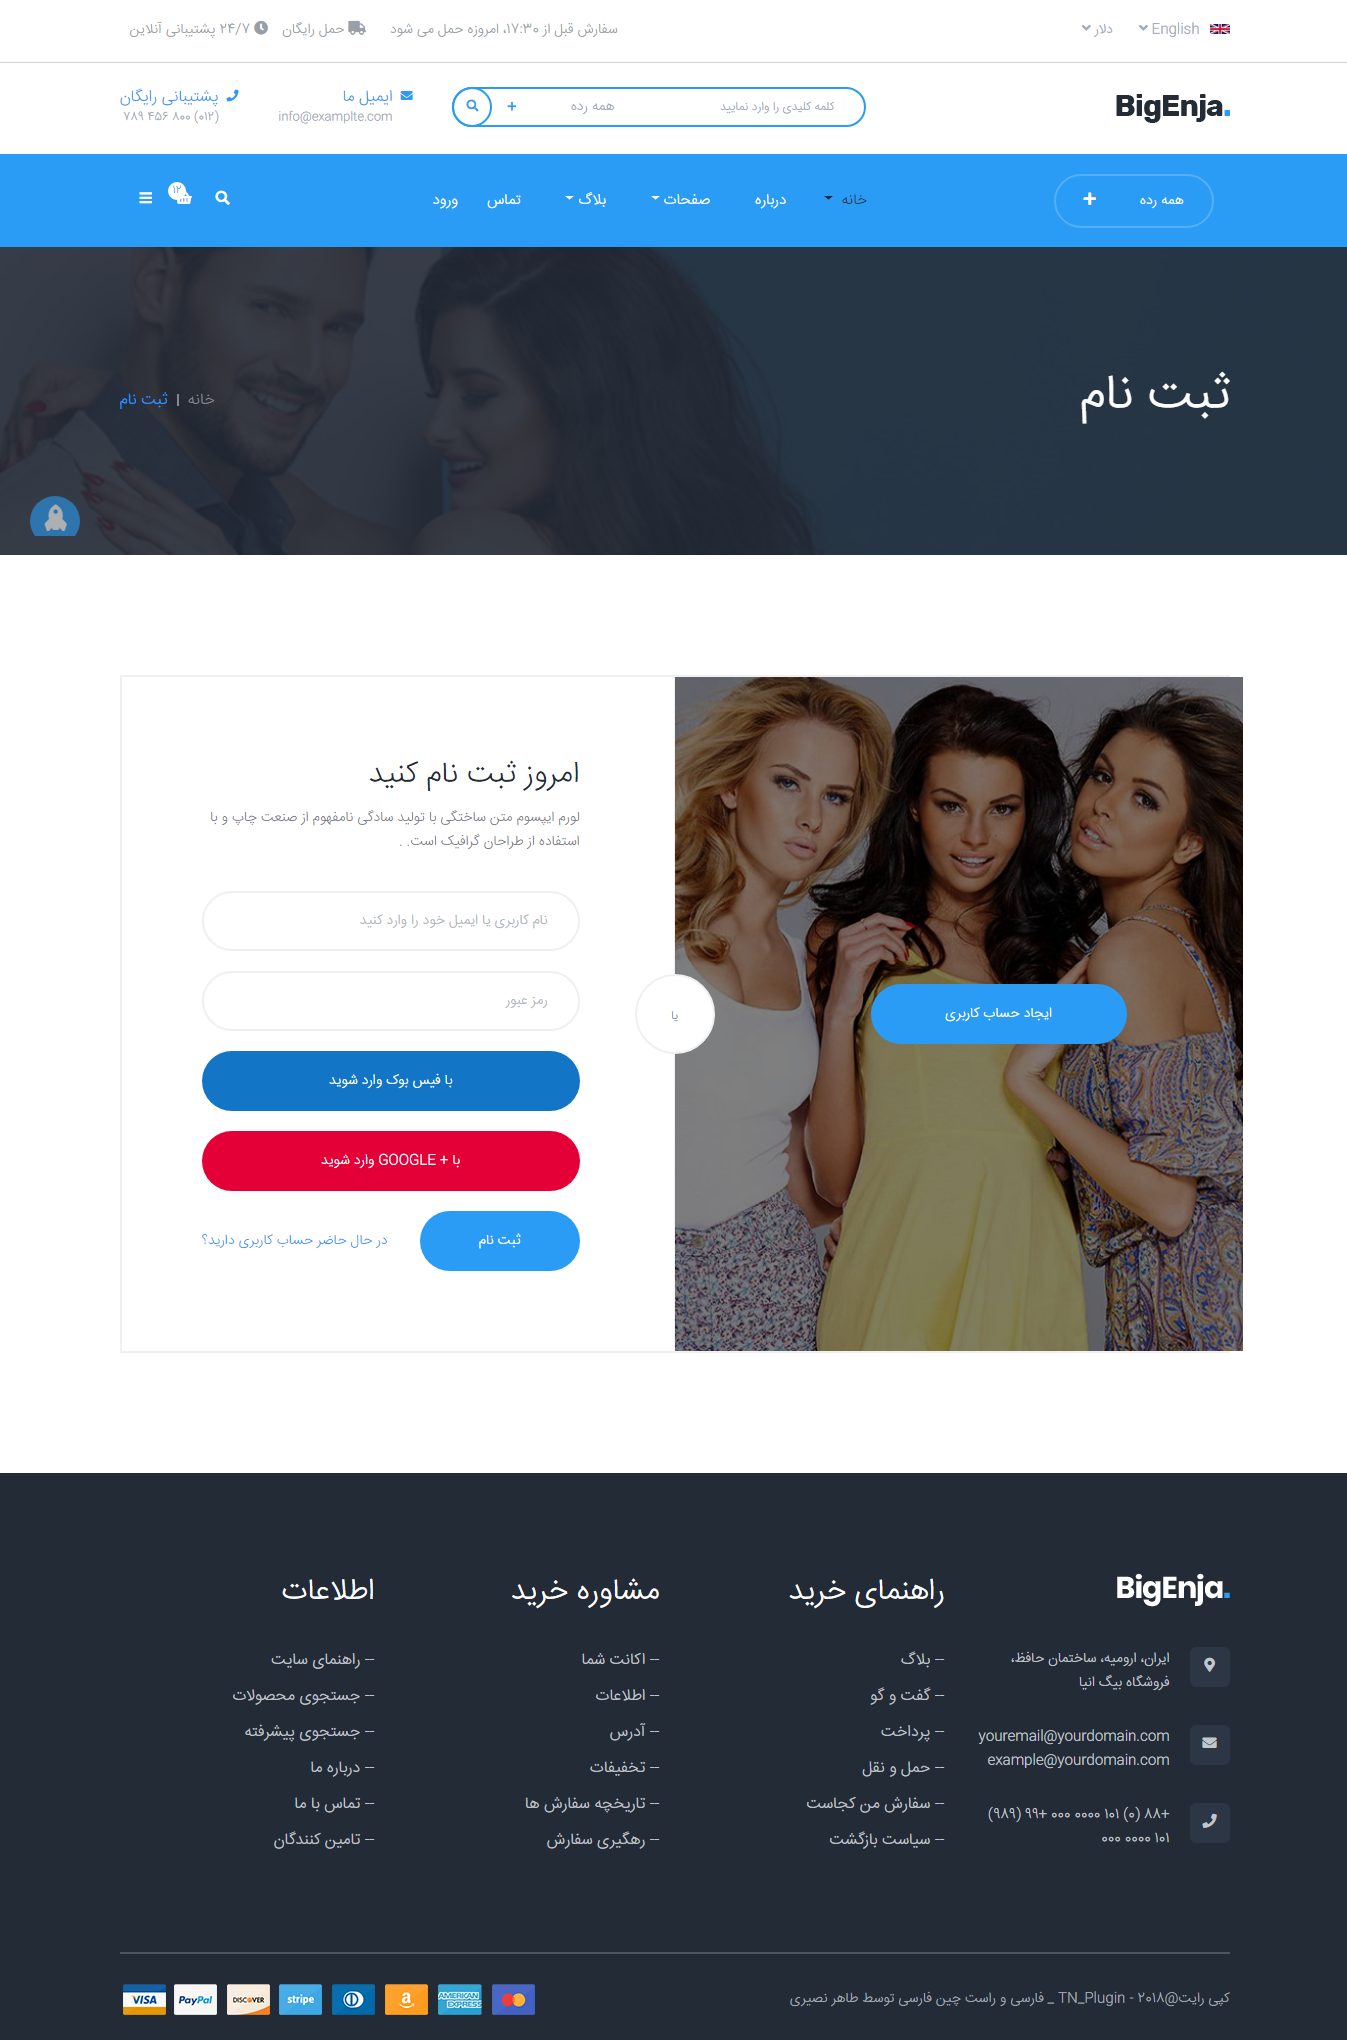 English
دلار
سفارش قبل از ۱۷:۳۰، امروزه حمل می شود
حمل رایگان
۲۴/۷ پشتیبانی آنلاین
BigEnja.
کلمه کلیدی را وارد نمایید
همه رده
ایمیل ما
info@examplte.com
پشتیبانی رایگان
(۰۱۲) ۸۰۰ ۴۵۶ ۷۸۹
همه رده
خانه
درباره
صفحات
بلاگ
تماس
ورود
۱۲
ثبت نام
خانه | ثبت نام
امروز ثبت نام کنید
لورم ایپسوم متن ساختگی با تولید سادگی نامفهوم از صنعت چاپ و با
استفاده از طراحان گرافیک است. .
نام کاربری یا ایمیل خود را وارد کنید
رمز عبور
با فیس بوک وارد شوید
با + GOOGLE وارد شوید
ثبت نام
در حال حاضر حساب کاربری دارید؟
یا
ایجاد حساب کاربری
BigEnja.
ایران، ارومیه، ساختمان حافظ،
فروشگاه بیگ انیا
youremail@yourdomain.com
example@yourdomain.com
+۸۸ (۰) ۱۰۱ ۰۰۰۰ ۰۰۰ +۹۹ (۹۸۹)
۱۰۱ ۰۰۰۰ ۰۰۰
راهنمای خرید
-- بلاگ
-- گفت و گو
-- پرداخت
-- حمل و نقل
-- سفارش من کجاست
-- سیاست بازگشت
مشاوره خرید
-- اکانت شما
-- اطلاعات
-- آدرس
-- تخفیفات
-- تاریخچه سفارش ها
-- رهگیری سفارش
اطلاعات
-- راهنمای سایت
-- جستجوی محصولات
-- جستجوی پیشرفته
-- درباره ما
-- تماس با ما
-- تامین کنندگان
کپی رایت@۲۰۱۸ - TN_Plugin _ فارسی و راست چین فارسی توسط طاهر نصیری
VISA
PayPal
DISCOVER
stripe
AMERICAN EXPRESS